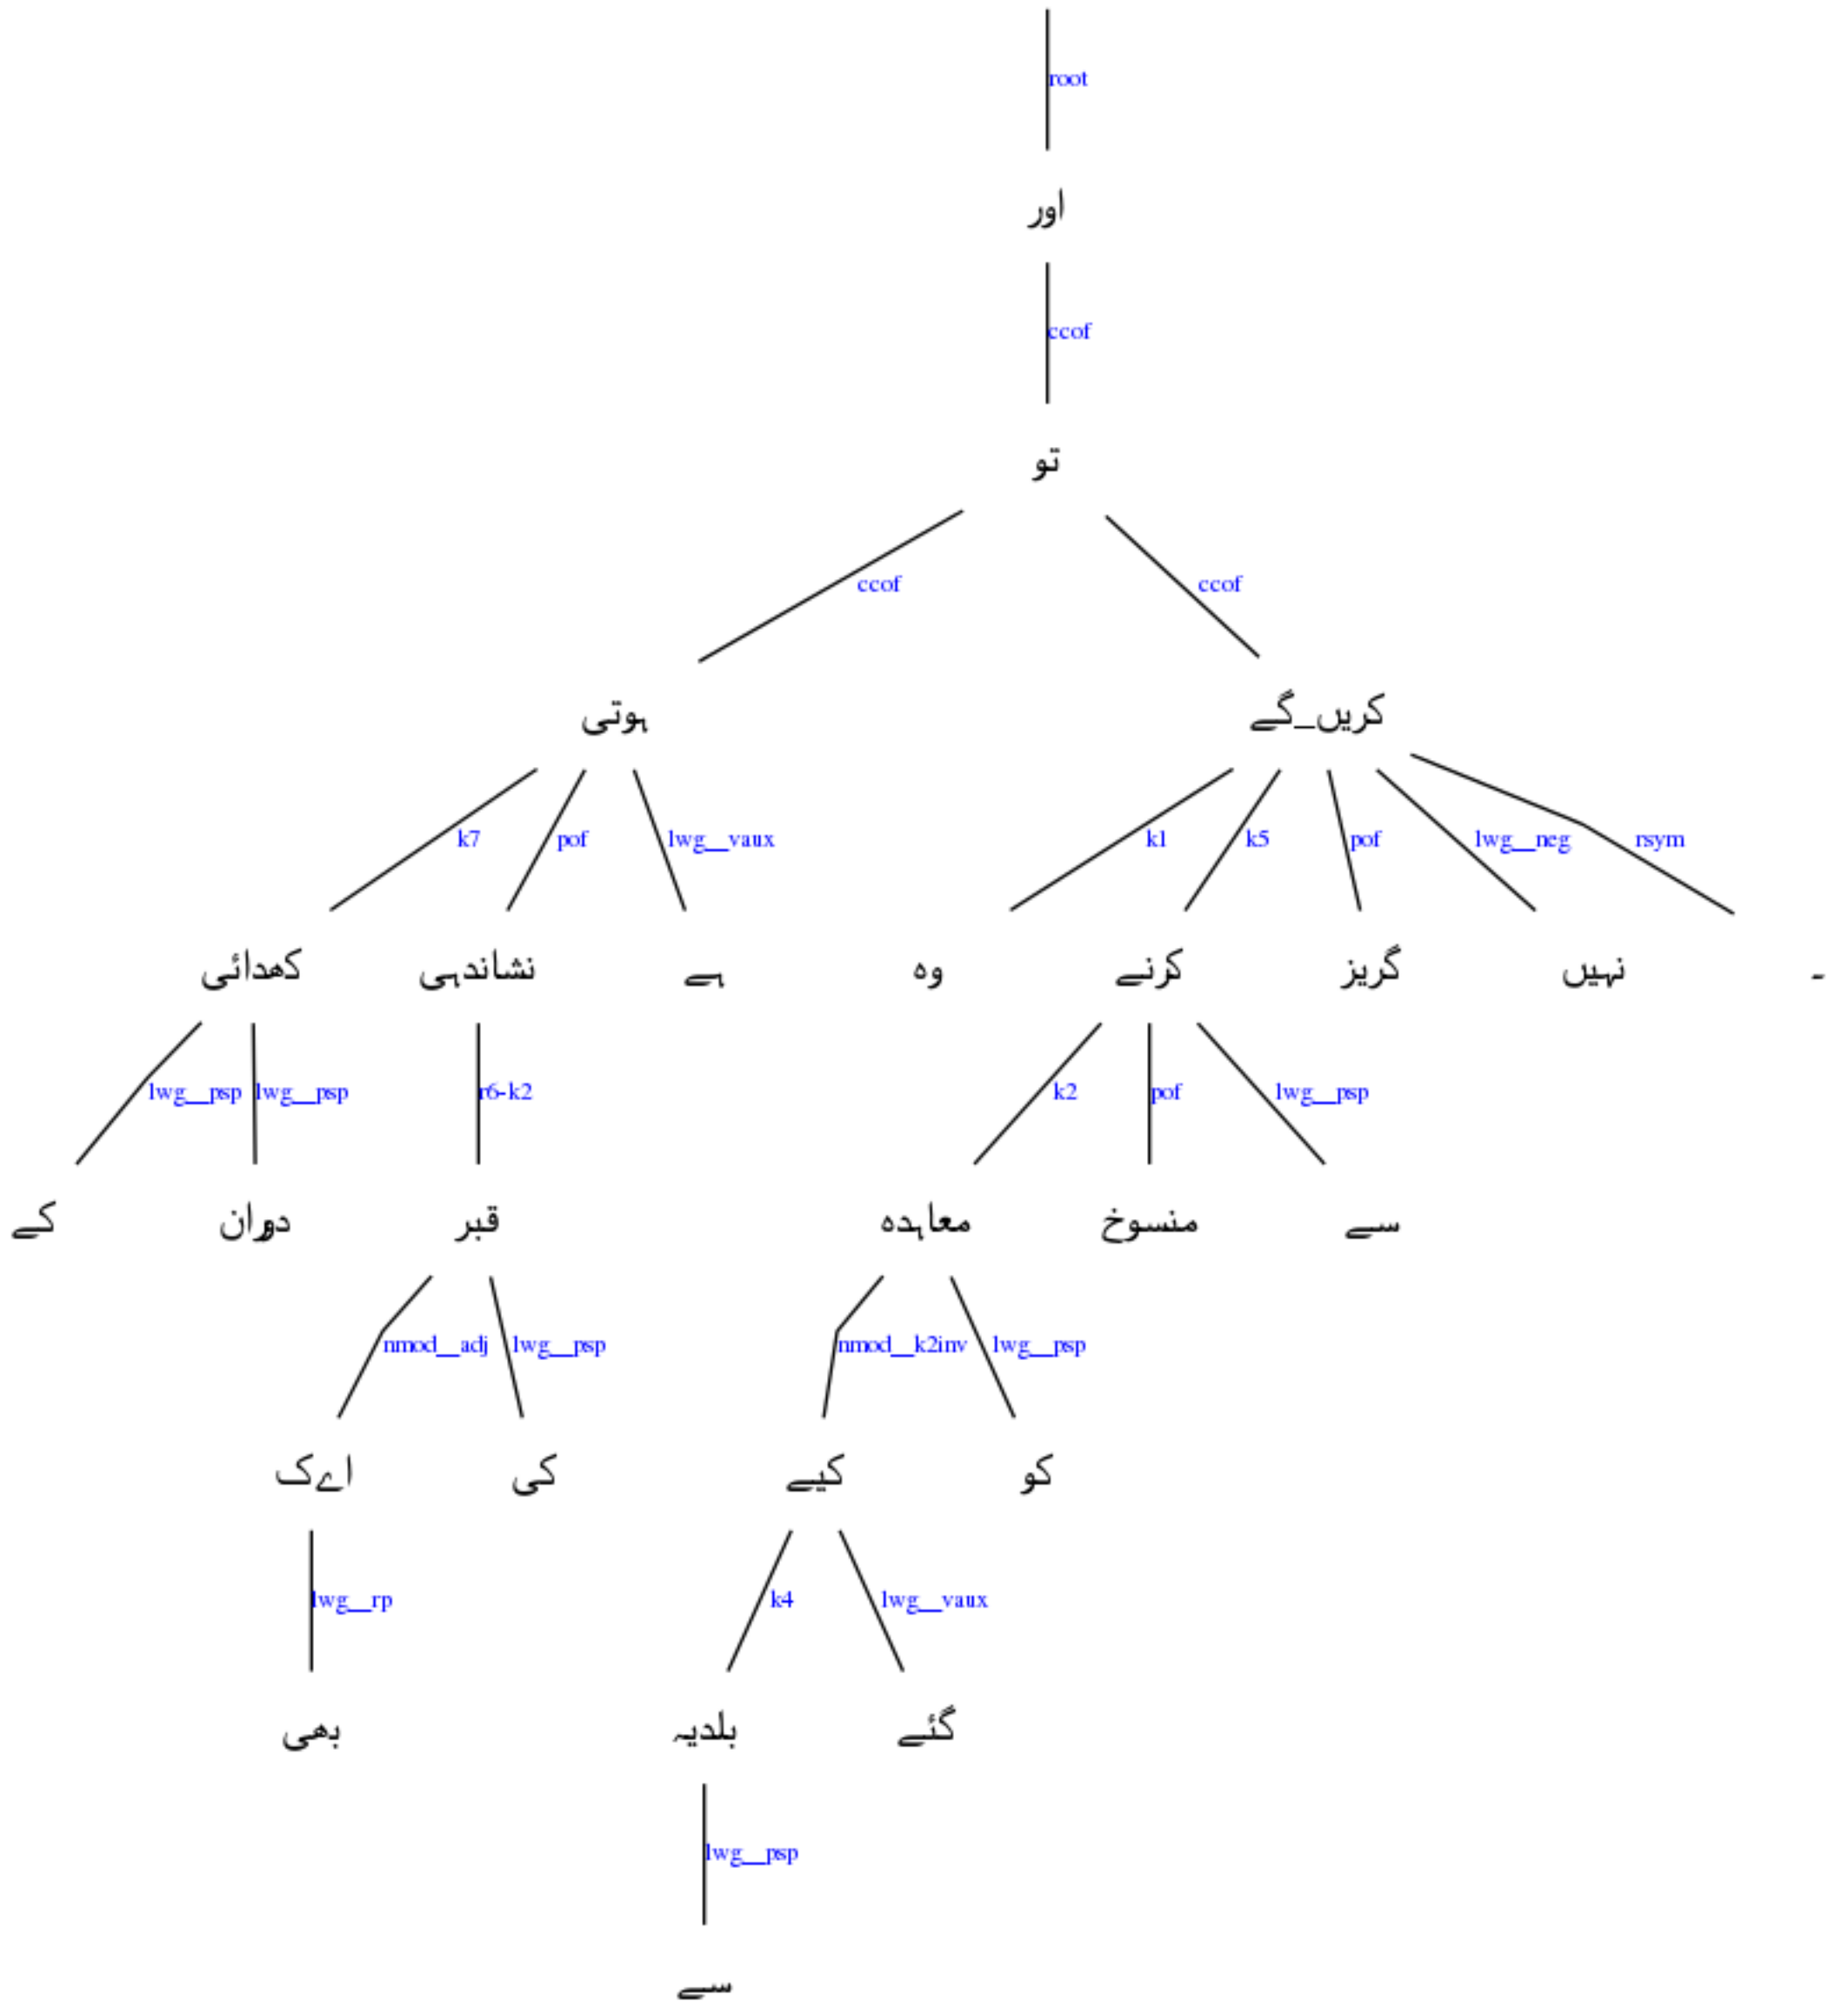 root
اور
ccof
تو
ccof ccof
ہوتی کریں_گے
k7 pof lwg__vaux k1 k5 pof lwg__neg rsym
کھدائی نشاندہی ہے وہ کرنے گریز نہیں ۔
lwg__psp lwg__psp r6-k2 k2 pof lwg__psp
کے دوران قبر معاہدہ منسوخ سے
nmod__adj lwg__psp nmod__k2inv lwg__psp
اےک کی کیے کو
lwg__rp k4 lwg__vaux
بھی بلدیہ گئے
lwg__psp
سے